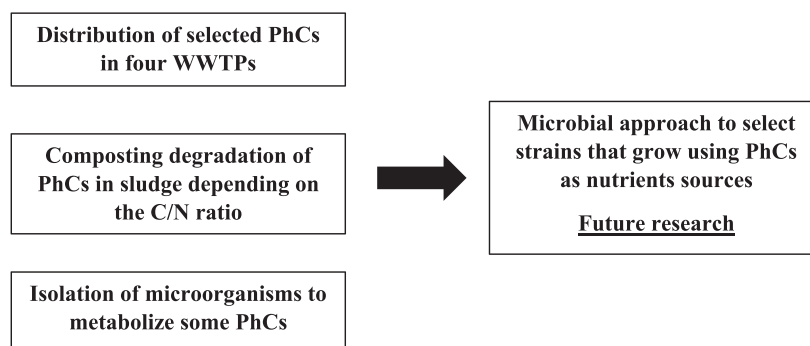 Distribution of selected PhCs
in four WWTPs
Composting degradation of
PhCs in sludge depending on
the C/N ratio
Isolation of microorganisms to
metabolize some PhCs
Microbial approach to select
strains that grow using PhCs
as nutrients sources
Future research